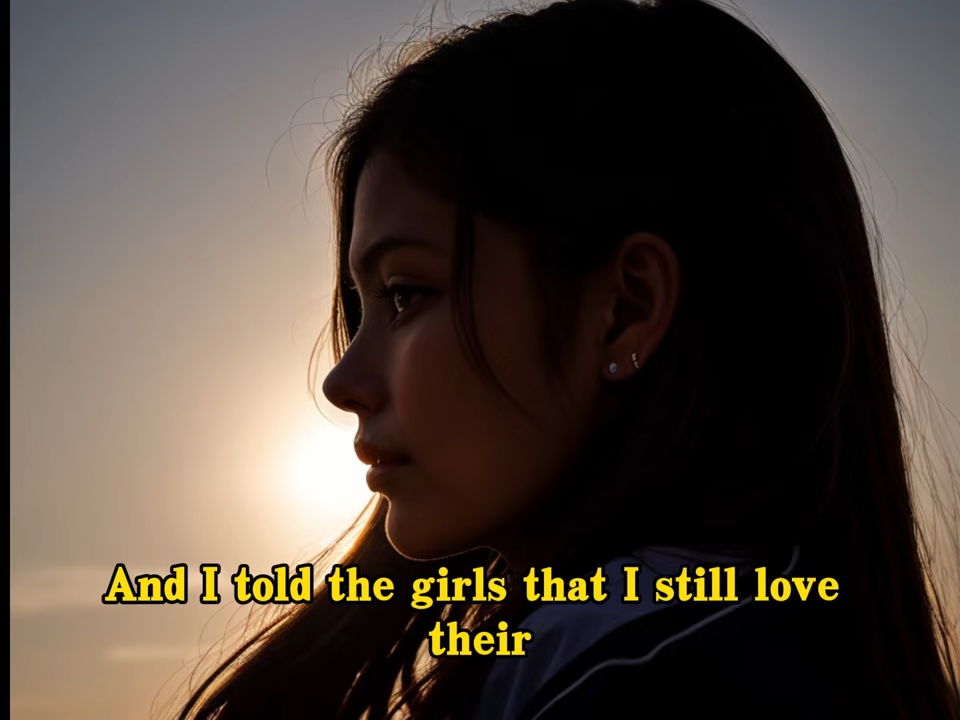 And I told the girls that I still love
their